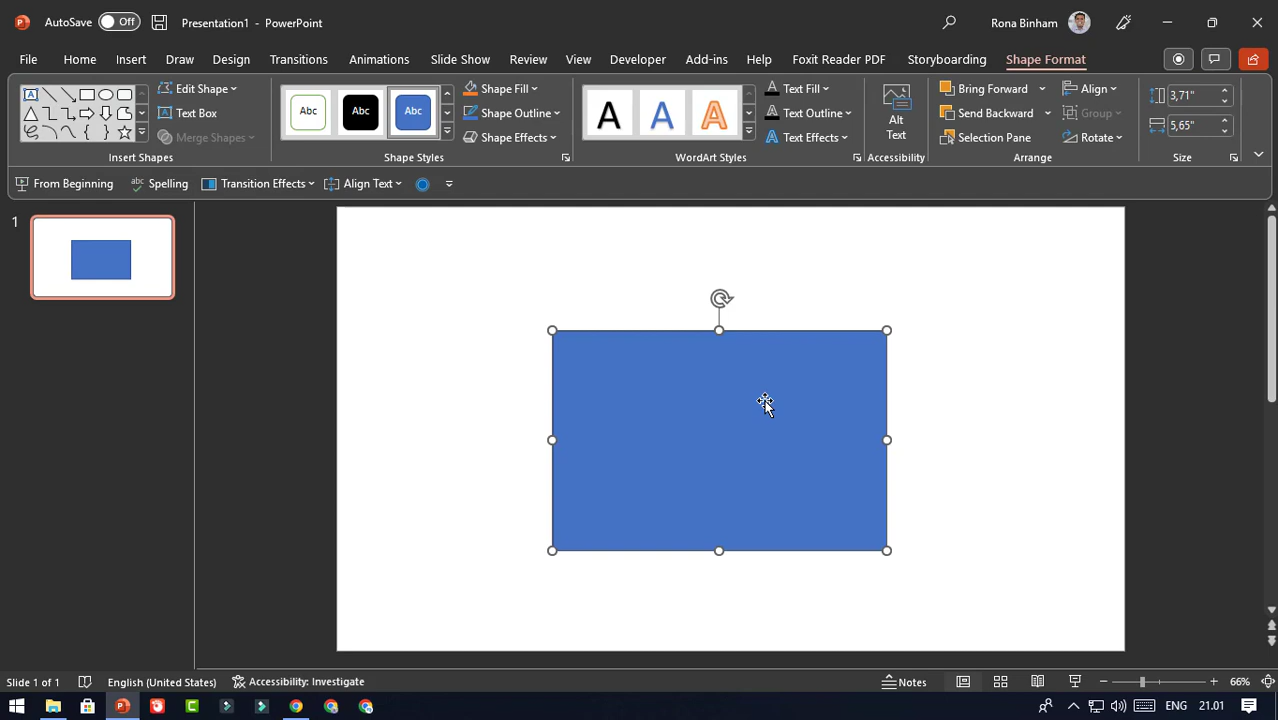 AutoSave Off Presentation1 - PowerPoint Rona Binham
File Home Insert Draw Design Transitions Animations Slide Show Review View Developer Add-ins Help Foxit Reader PDF Storyboarding Shape Format
Edit Shape
Text Box
Merge Shapes
Insert Shapes
Abc Abc Abc
Shape Fill
Shape Outline
Shape Effects
Shape Styles
A A A
Text Fill
Text Outline
Text Effects
WordArt Styles
Alt
Text
Accessibility
Bring Forward
Send Backward
Selection Pane
Align
Group
Rotate
Arrange
3,71"
5,65"
Size
From Beginning abc Spelling Transition Effects Align Text
1
Slide 1 of 1 English (United States) Accessibility: Investigate Notes 66%
ENG 21.01